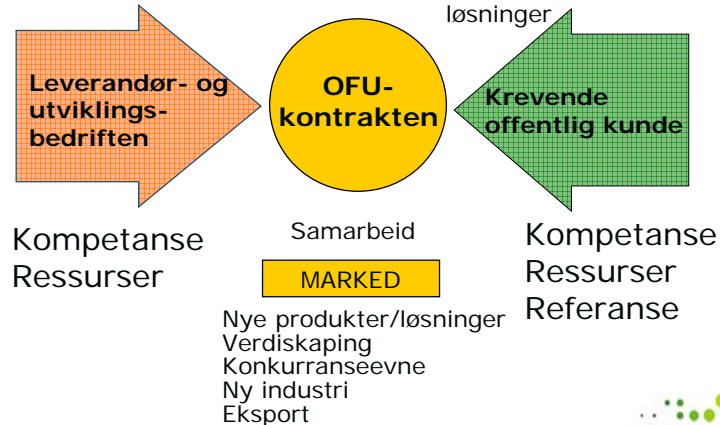 løsninger
Leverandør- og
utviklings-
bedriften
OFU-
kontrakten
Krevende
offentlig kunde
Kompetanse
Ressurser
Samarbeid
MARKED
Nye produkter/løsninger
Verdiskaping
Konkurranseevne
Ny industri
Eksport
Kompetanse
Ressurser
Referanse